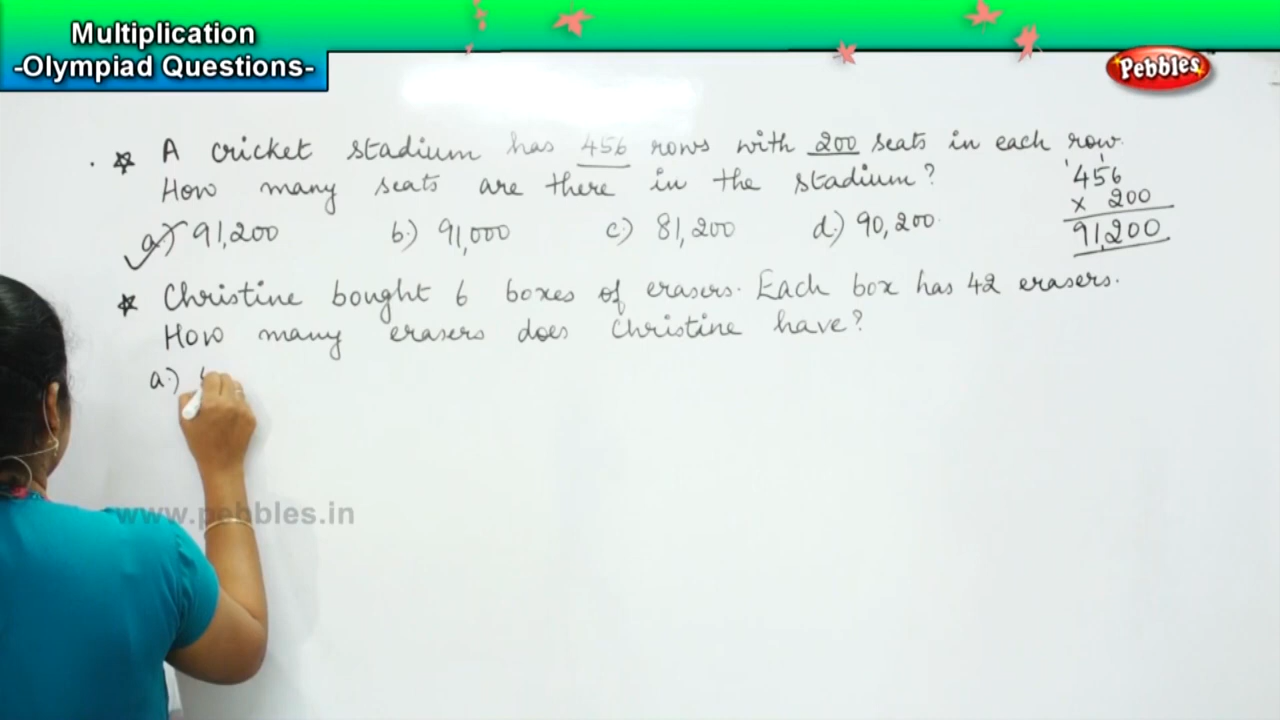 Multiplication
-Olympiad Questions-
Pebbles
A cricket stadium has 456 rows with 200 seats in each row.
How many seats are there in the stadium?
a.) 91,200 b.) 91,000 c.) 81,200 d.) 90,200
1 1
456
x 200
91,200
Christine bought 6 boxes of erasers. Each box has 42 erasers.
How many erasers does Christine have?
a.)
www.pebbles.in